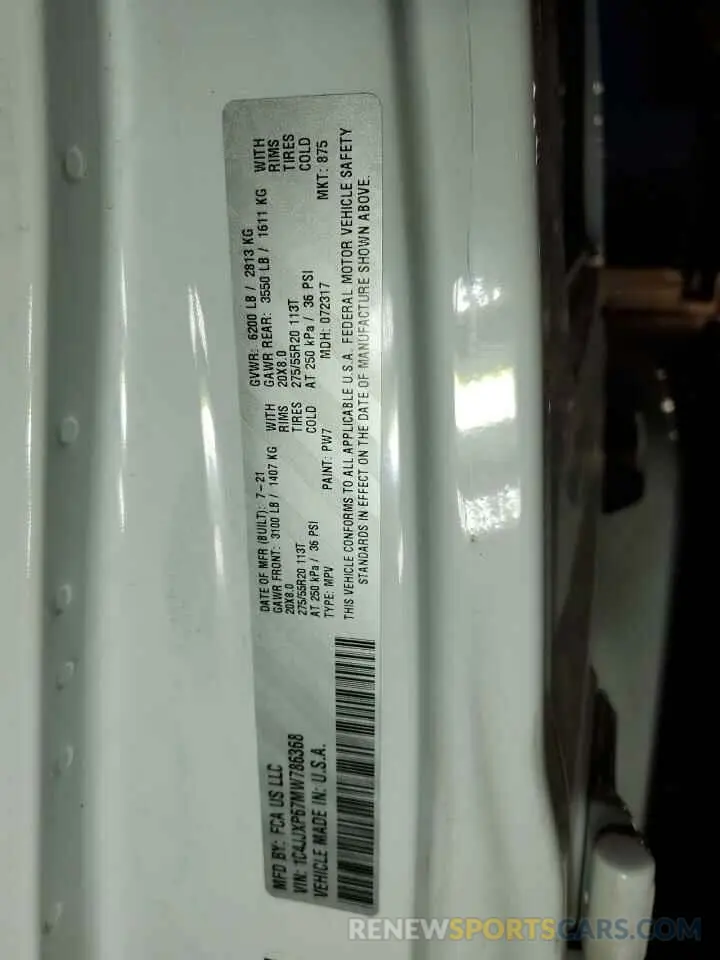 MFD BY: FCA US LLC
DATE OF MFR (BUILT): 7-21
GVWR: 6200 LB / 2813 KG
VIN: 1C4JJXP67MW786368
GAWR FRONT: 3100 LB / 1407 KG WITH
GAWR REAR: 3550 LB / 1611 KG WITH
20X8.0 RIMS
20X8.0 RIMS
VEHICLE MADE IN: U.S.A.
275/55R20 113T TIRES
275/55R20 113T TIRES
AT 250 kPa / 36 PSI COLD
AT 250 kPa / 36 PSI COLD
TYPE: MPV PAINT: PW7 MDH: 072317 MKT: 875
THIS VEHICLE CONFORMS TO ALL APPLICABLE U.S.A. FEDERAL MOTOR VEHICLE SAFETY
STANDARDS IN EFFECT ON THE DATE OF MANUFACTURE SHOWN ABOVE.
RENEWSPORTSCARS.COM